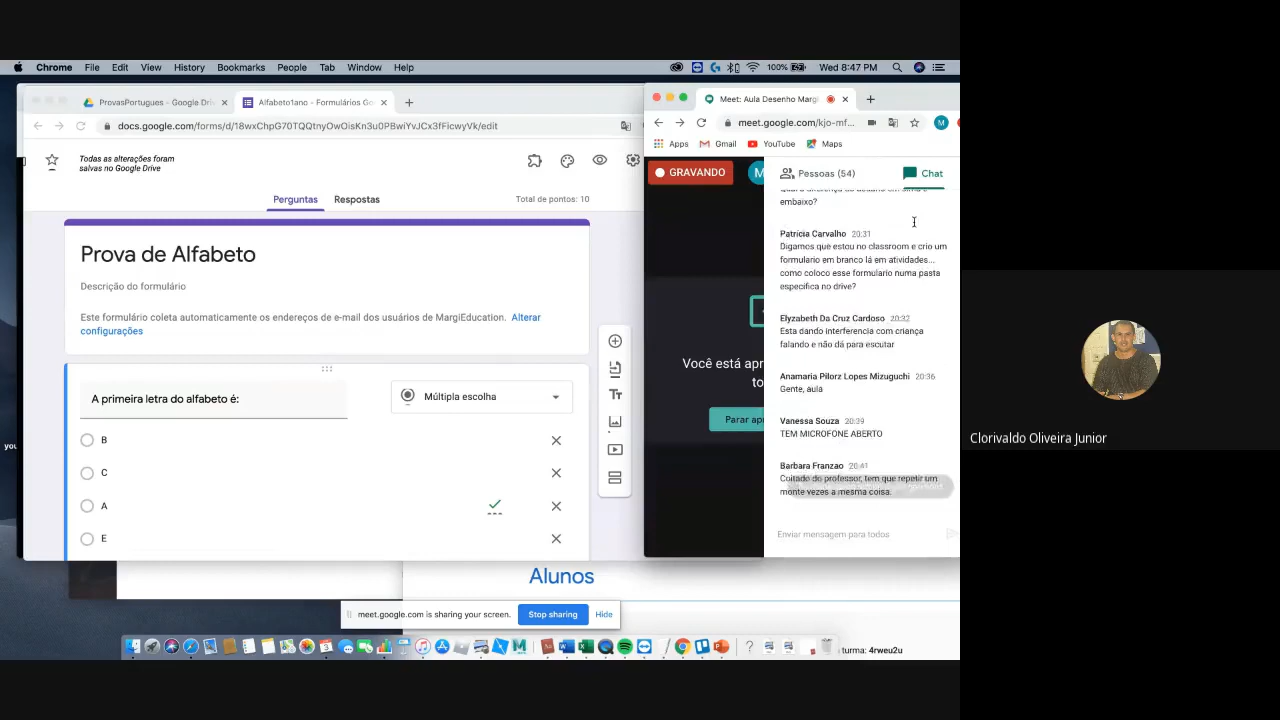 Chrome File Edit View History Bookmarks People Tab Window Help
100% Wed 8:47 PM
ProvasPortugues - Google Dri
Alfabeto1ano - Formulários Go
docs.google.com/forms/d/18wxChpG70TQQtnyOwOisKn3u0PBwiYvJCx3fFicwyVk/edit
Todas as alterações foram
salvas no Google Drive
Perguntas Respostas Total de pontos: 10
Prova de Alfabeto
Descrição do formulário
Este formulário coleta automaticamente os endereços de e-mail dos usuários de MargiEducation. Alterar
configurações
A primeira letra do alfabeto é:
Múltipla escolha
B
C
A
E
Meet: Aula Desenho Margi
meet.google.com/kjo-mf...
M
Apps Gmail YouTube Maps
GRAVANDO
M
Pessoas (54) Chat
embaixo?
Patrícia Carvalho 20:31
Digamos que estou no classroom e crio um
formulario em branco lá em atividades...
como coloco esse formulario numa pasta
especifica no drive?
Elyzabeth Da Cruz Cardoso 20:32
Esta dando interferencia com criança
falando e não dá para escutar
Anamaria Pilorz Lopes Mizuguchi 20:36
Gente, aula
Vanessa Souza 20:39
TEM MICROFONE ABERTO
Barbara Franzao 20:41
Coitado do professor, tem que repetir um
monte vezes a mesma coisa.
Enviar mensagem para todos
Você está apr
to
Parar apr
you
Alunos
meet.google.com is sharing your screen. Stop sharing Hide
turma: 4rweu2u
Clorivaldo Oliveira Junior